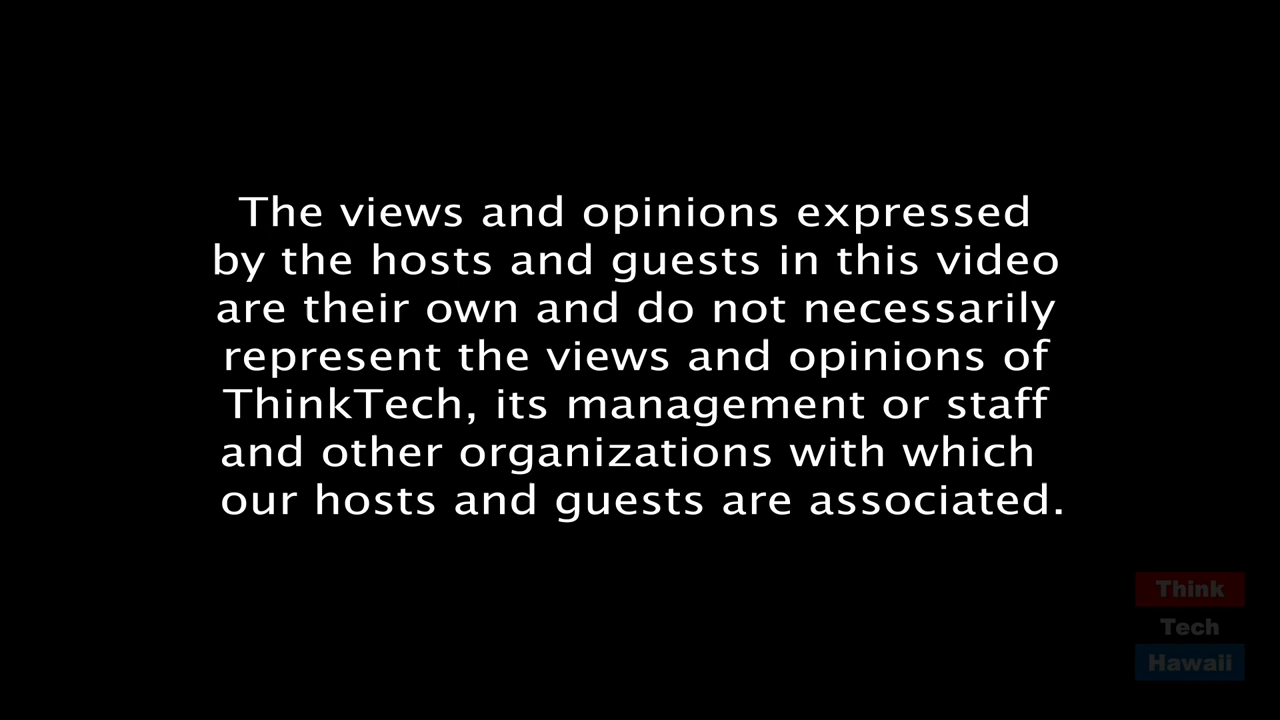 The views and opinions expressed
by the hosts and guests in this video
are their own and do not necessarily
represent the views and opinions of
ThinkTech, its management or staff
and other organizations with which
our hosts and guests are associated.
Think
Tech
Hawaii